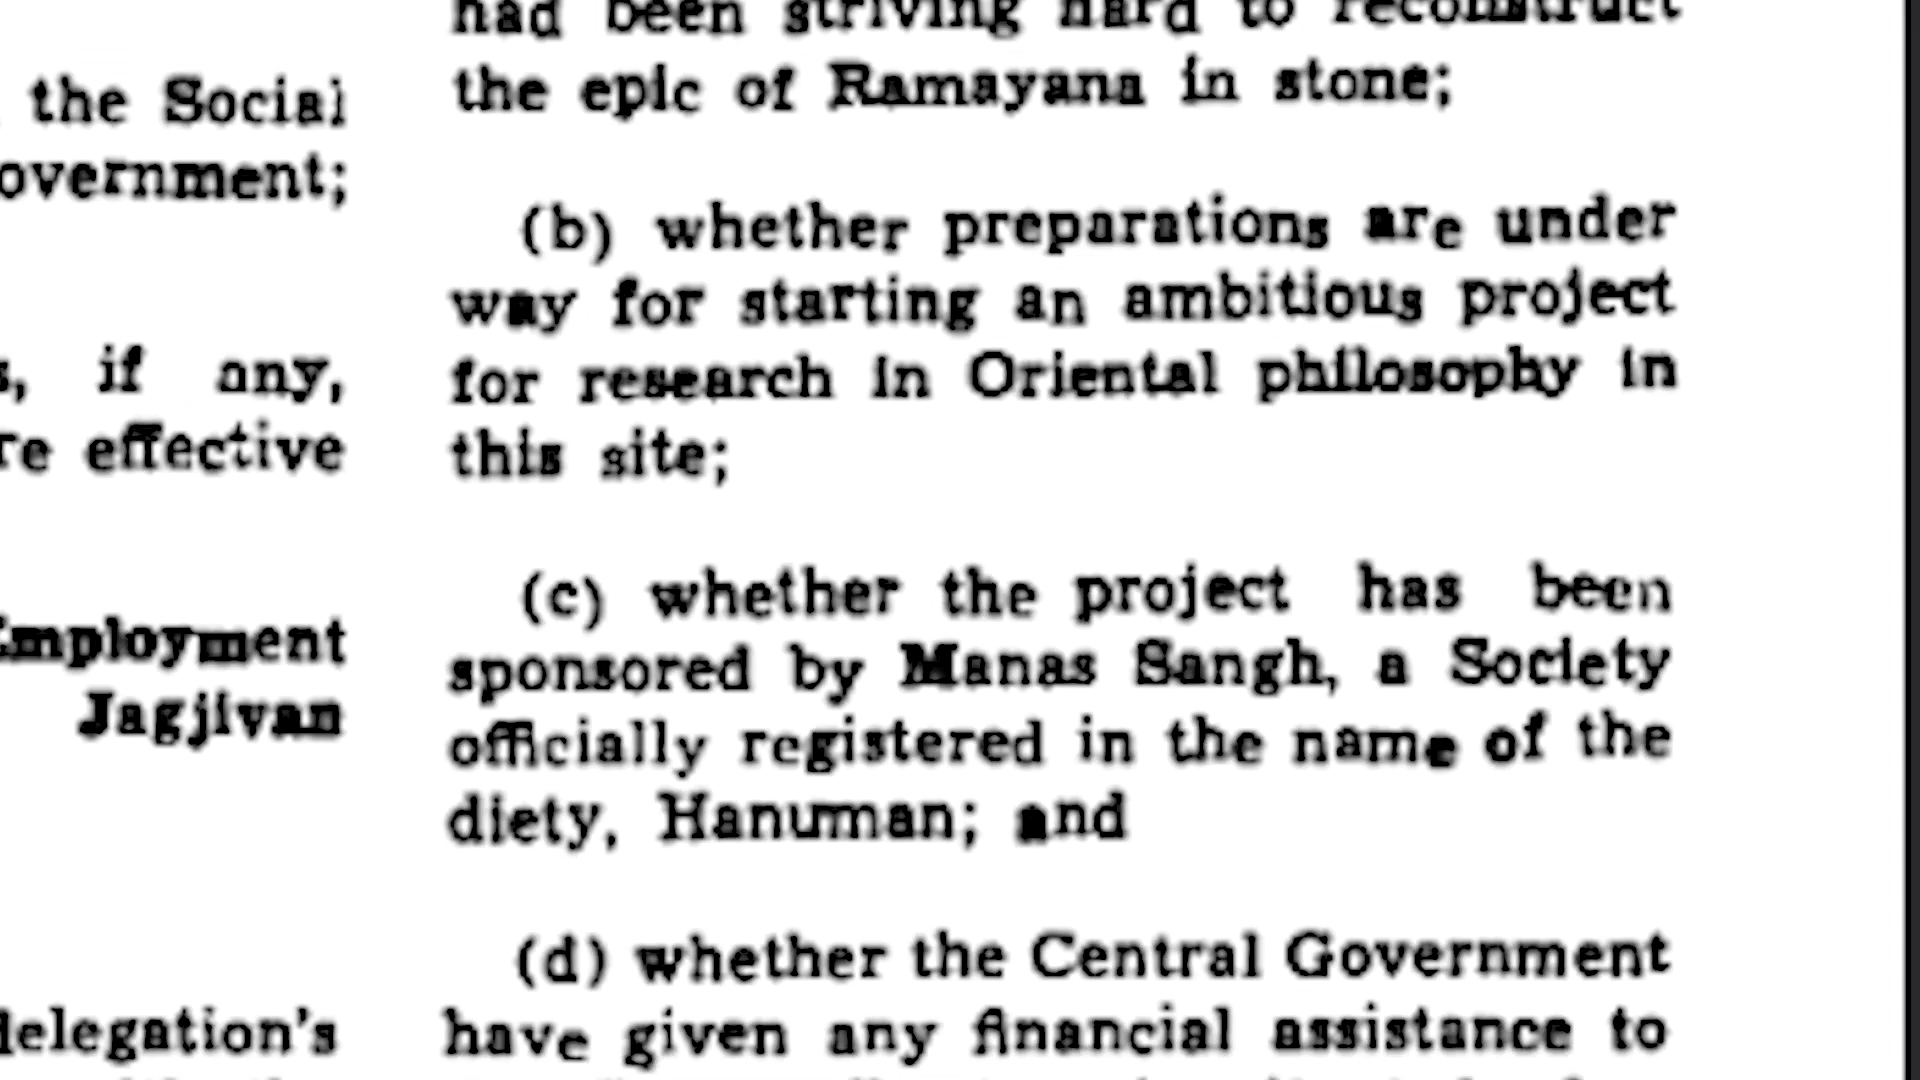 the Social
overnment;
if any,
re effective
Employment
Jagjivan
delegation's
had been striving hard to reconstruct
the epic of Ramayana in stone;
(b) whether preparations are under
way for starting an ambitious project
for research in Oriental philosophy in
this site;
(c) whether the project has been
sponsored by Manas Sangh, a Society
officially registered in the name of the
diety, Hanuman; and
(d) whether the Central Government
have given any financial assistance to